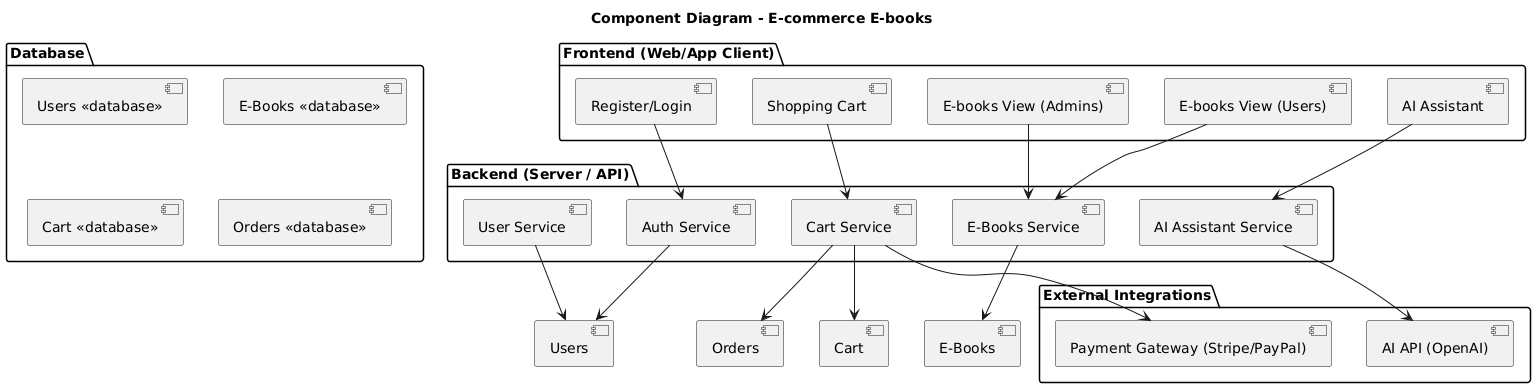 Component Diagram - E-commerce E-books
Database
Users «database»
E-Books «database»
Cart «database»
Orders «database»
Frontend (Web/App Client)
Register/Login
Shopping Cart
E-books View (Admins)
E-books View (Users)
AI Assistant
Backend (Server / API)
User Service
Auth Service
Cart Service
E-Books Service
AI Assistant Service
Users
Orders
Cart
E-Books
External Integrations
Payment Gateway (Stripe/PayPal)
AI API (OpenAI)